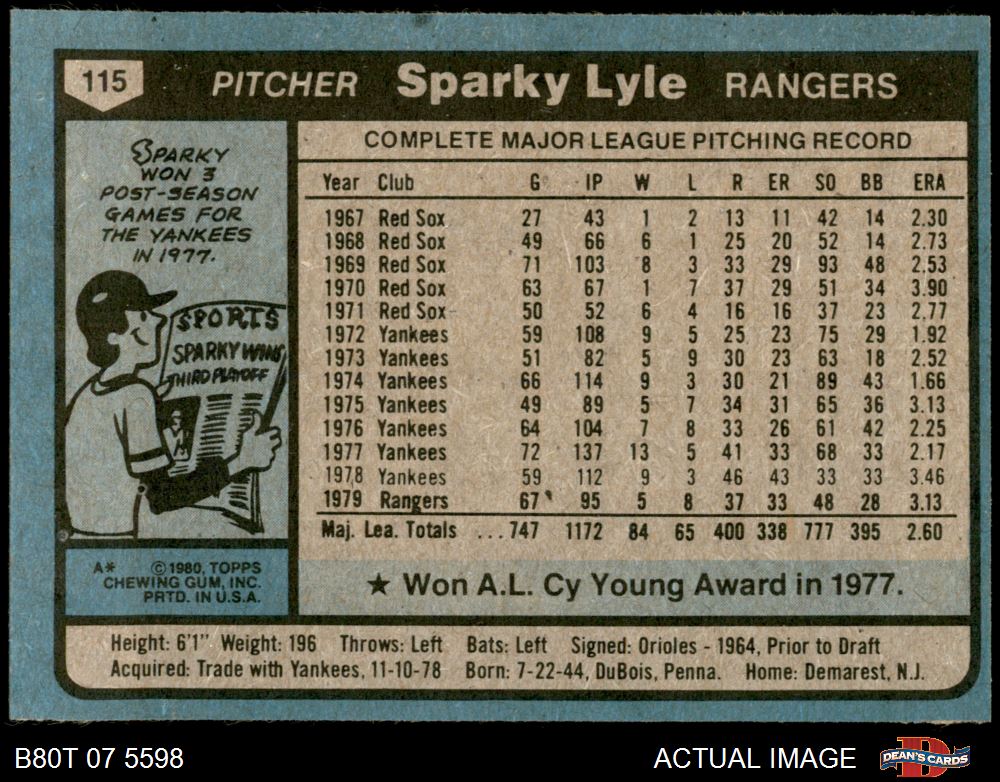 115 PITCHER Sparky Lyle RANGERS
SPARKY
WON 3
POST-SEASON
GAMES FOR
THE YANKEES
IN 1977.
SPORTS
SPARKY WINS
THIRD PLAYOFF
COMPLETE MAJOR LEAGUE PITCHING RECORD
Year Club G IP W L R ER SO BB ERA
1967 Red Sox 27 43 1 2 13 11 42 14 2.30
1968 Red Sox 49 66 6 1 25 20 52 14 2.73
1969 Red Sox 71 103 8 3 33 29 93 48 2.53
1970 Red Sox 63 67 1 7 37 29 51 34 3.90
1971 Red Sox 50 52 6 4 16 16 37 23 2.77
1972 Yankees 59 108 9 5 25 23 75 29 1.92
1973 Yankees 51 82 5 9 30 23 63 18 2.52
1974 Yankees 66 114 9 3 30 21 89 43 1.66
1975 Yankees 49 89 5 7 34 31 65 36 3.13
1976 Yankees 64 104 7 8 33 26 61 42 2.25
1977 Yankees 72 137 13 5 41 33 68 33 2.17
1978 Yankees 59 112 9 3 46 43 33 33 3.46
1979 Rangers 67 95 5 8 37 33 48 28 3.13
Maj. Lea. Totals ...747 1172 84 65 400 338 777 395 2.60
★ Won A.L. Cy Young Award in 1977.
A* ©1980, TOPPS
CHEWING GUM, INC.
PRTD. IN U.S.A.
Height: 6'1" Weight: 196 Throws: Left Bats: Left Signed: Orioles - 1964, Prior to Draft
Acquired: Trade with Yankees, 11-10-78 Born: 7-22-44, DuBois, Penna. Home: Demarest, N.J.
B80T 07 5598 ACTUAL IMAGE DEAN'S CARDS